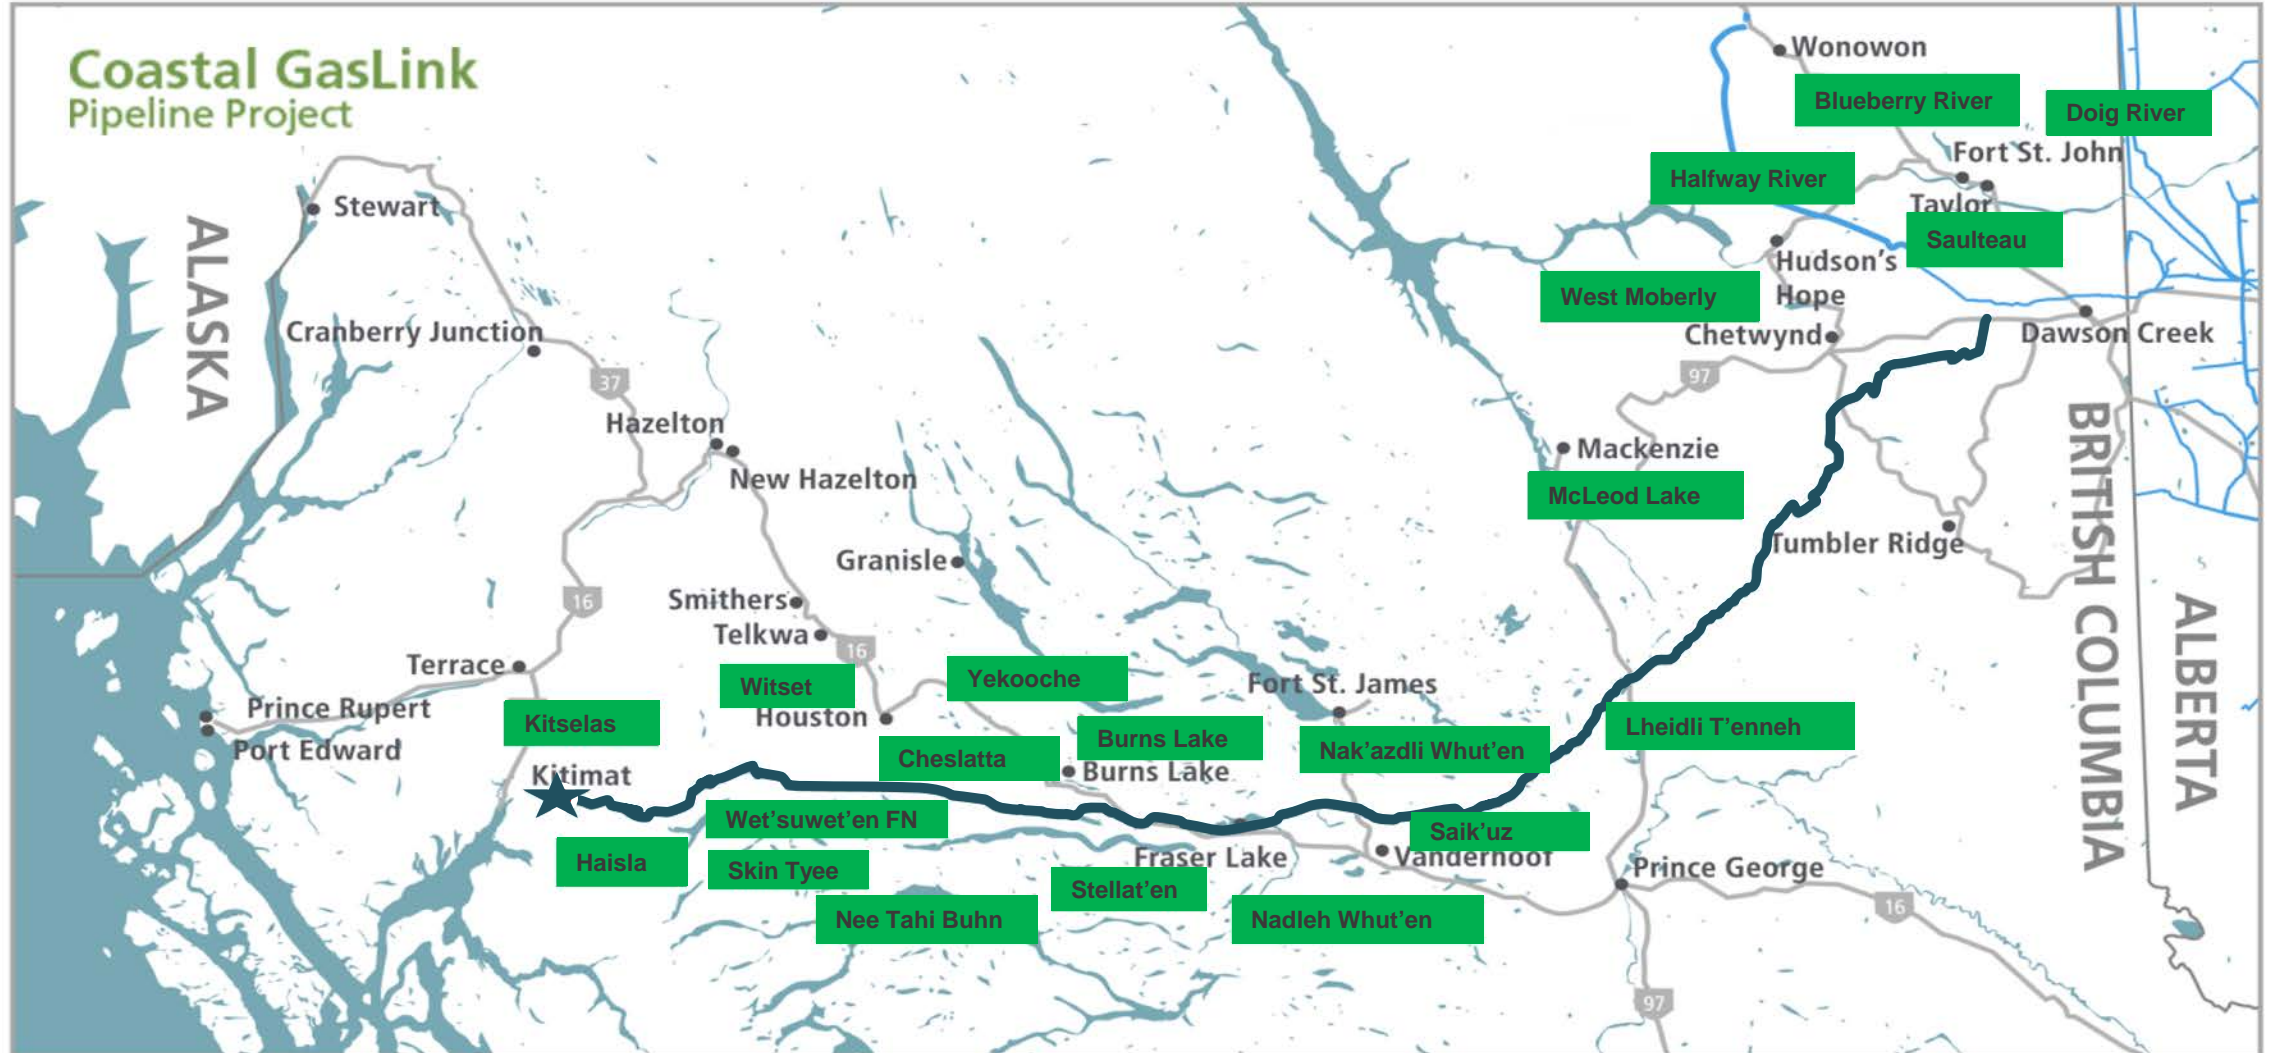 Coastal GasLink
Pipeline Project
Wonowon
Blueberry River
Doig River
Fort St. John
Halfway River
Taylor
Stewart
Saulteau
ALASKA
Hudson's
Hope
West Moberly
Cranberry Junction
Chetwynd
Dawson Creek
37
97
Hazelton
New Hazelton
Mackenzie
McLeod Lake
BRITISH COLUMBIA
Tumbler Ridge
Granisle
Smithers
16
Telkwa
16
ALBERTA
Terrace
Witset
Yekooche
Fort St. James
Prince Rupert
Kitselas
Houston
Lheidli T'enneh
Port Edward
Burns Lake
Nak'azdli Whut'en
Cheslatta
Kitimat
Burns Lake
Wet'suwet'en FN
Saik'uz
Haisla
Skin Tyee
Fraser Lake
Vanderhoof
Prince George
Stellat'en
Nee Tahi Buhn
Nadleh Whut'en
16
97